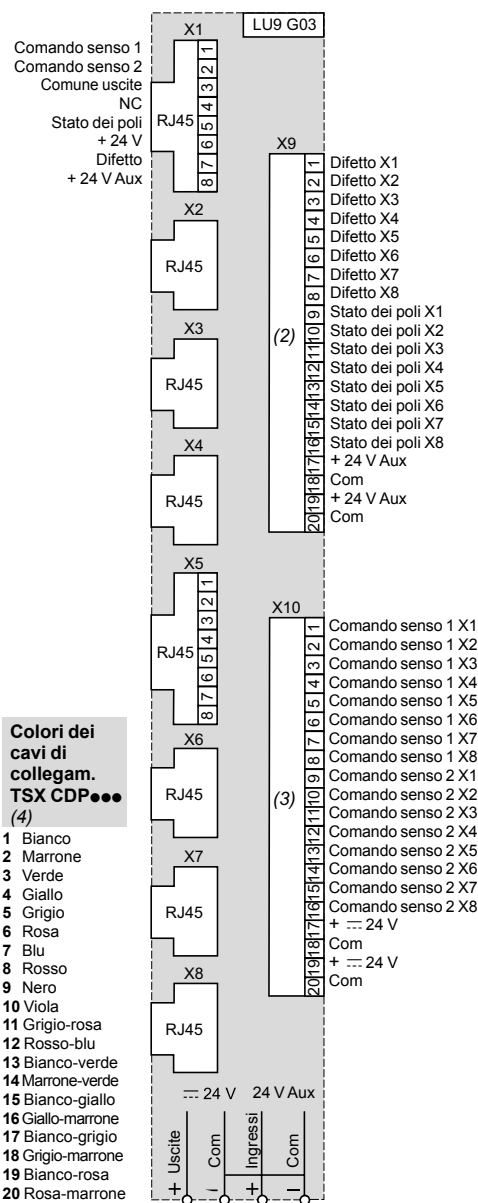 LU9 G03
X1
Comando senso 1
Comando senso 2
Comune uscite
NC
Stato dei poli
+ 24 V
Difetto
+ 24 V Aux
RJ45
1
2
3
4
5
6
7
8
X2
RJ45
X3
RJ45
X4
RJ45
X5
RJ45
1
2
3
4
5
6
7
8
X6
RJ45
X7
RJ45
X8
RJ45
X9
(2)
1 Difetto X1
2 Difetto X2
3 Difetto X3
4 Difetto X4
5 Difetto X5
6 Difetto X6
7 Difetto X7
8 Difetto X8
9 Stato dei poli X1
10 Stato dei poli X2
11 Stato dei poli X3
12 Stato dei poli X4
13 Stato dei poli X5
14 Stato dei poli X6
15 Stato dei poli X7
16 Stato dei poli X8
17 + 24 V Aux
18 Com
19 + 24 V Aux
20 Com
X10
(3)
1 Comando senso 1 X1
2 Comando senso 1 X2
3 Comando senso 1 X3
4 Comando senso 1 X4
5 Comando senso 1 X5
6 Comando senso 1 X6
7 Comando senso 1 X7
8 Comando senso 1 X8
9 Comando senso 2 X1
10 Comando senso 2 X2
11 Comando senso 2 X3
12 Comando senso 2 X4
13 Comando senso 2 X5
14 Comando senso 2 X6
15 Comando senso 2 X7
16 Comando senso 2 X8
17 + ⎓ 24 V
18 Com
19 + ⎓ 24 V
20 Com
Colori dei
cavi di
collegam.
TSX CDP●●●
(4)
1 Bianco
2 Marrone
3 Verde
4 Giallo
5 Grigio
6 Rosa
7 Blu
8 Rosso
9 Nero
10 Viola
11 Grigio-rosa
12 Rosso-blu
13 Bianco-verde
14 Marrone-verde
15 Bianco-giallo
16 Giallo-marrone
17 Bianco-grigio
18 Grigio-marrone
19 Bianco-rosa
20 Rosa-marrone
⎓ 24 V
24 V Aux
+ Uscite
– Com
+ Ingressi
– Com